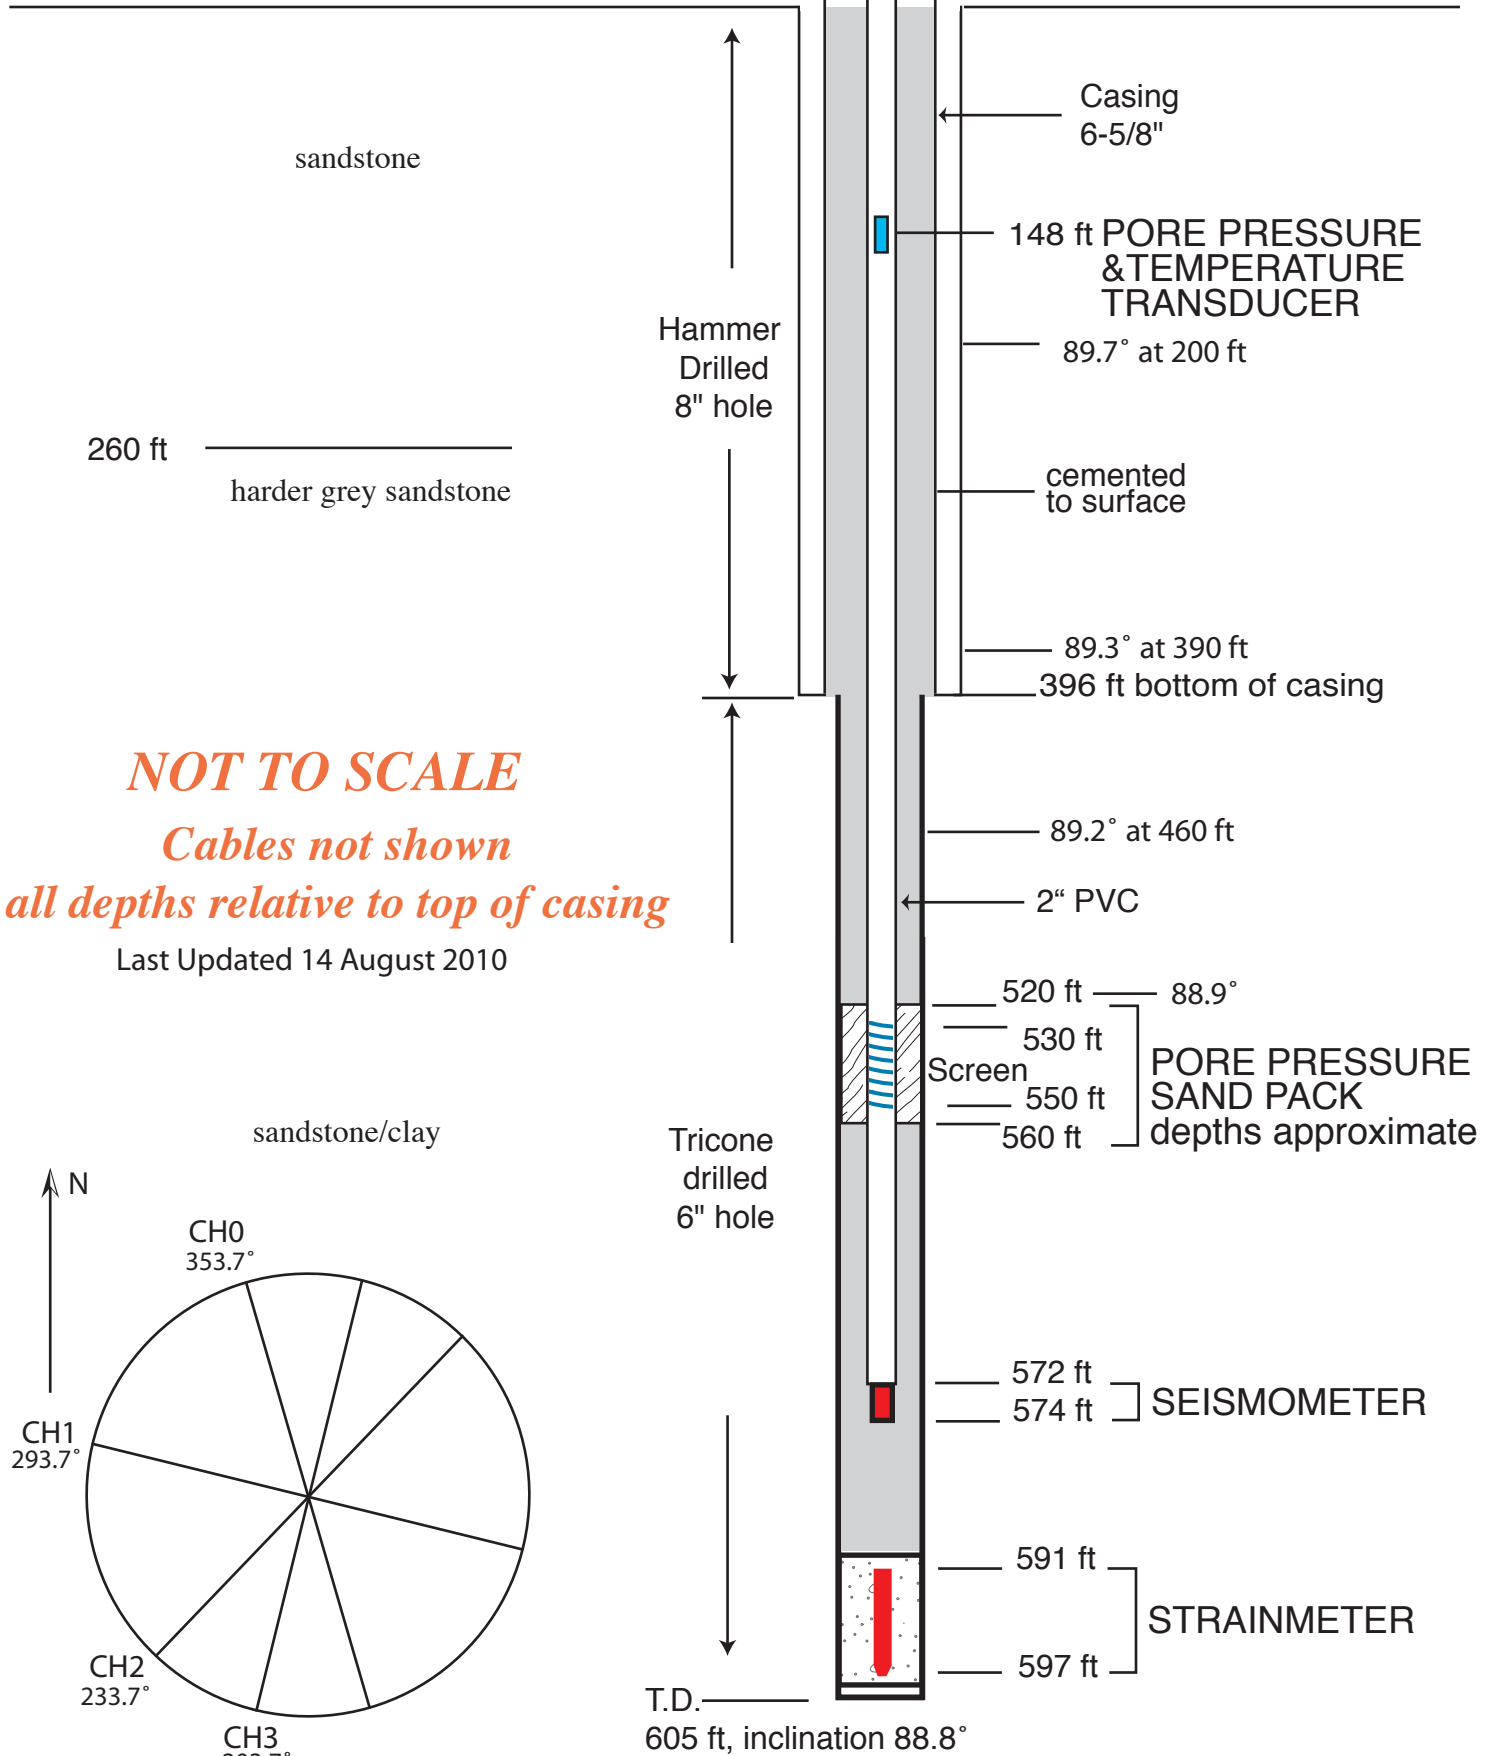 Casing
6-5/8"
sandstone
148 ft PORE PRESSURE
&TEMPERATURE
TRANSDUCER
Hammer
Drilled
8" hole
89.7˚ at 200 ft
260 ft
harder grey sandstone
cemented
to surface
89.3˚ at 390 ft
396 ft bottom of casing
NOT TO SCALE
Cables not shown
all depths relative to top of casing
Last Updated 14 August 2010
89.2˚ at 460 ft
2“ PVC
520 ft
88.9˚
530 ft
Screen
550 ft
560 ft
PORE PRESSURE
SAND PACK
depths approximate
sandstone/clay
Tricone
drilled
6" hole
N
CH0
353.7˚
CH1
293.7˚
CH2
233.7˚
CH3
572 ft
574 ft
SEISMOMETER
591 ft
STRAINMETER
597 ft
T.D.
605 ft, inclination 88.8˚